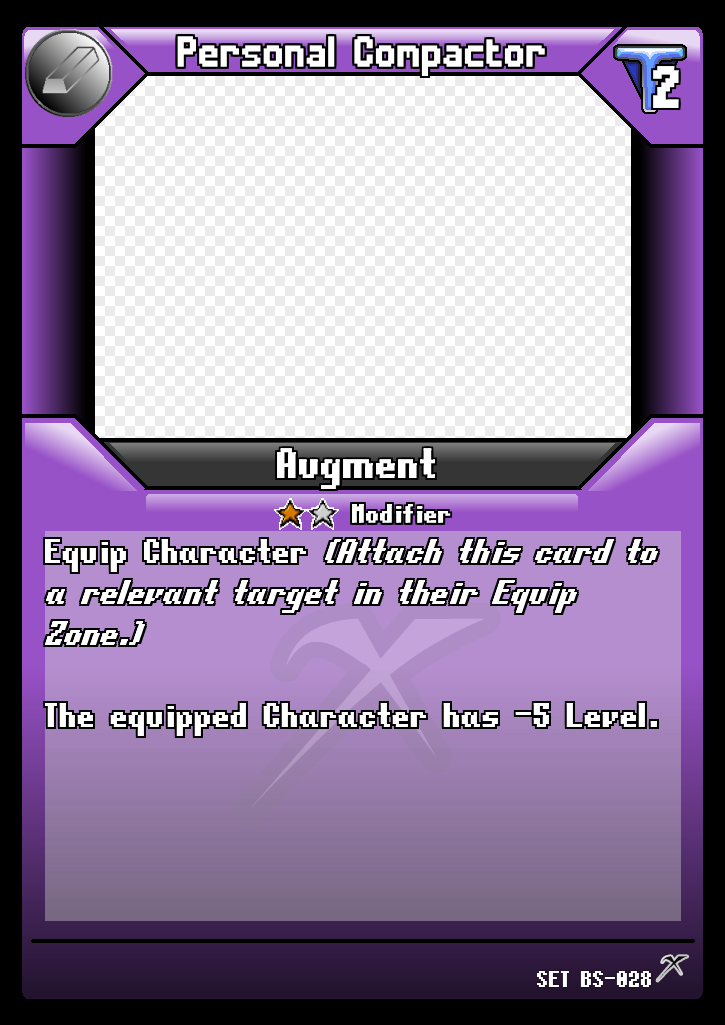 Personal Compactor
2
Augment
Modifier
Equip Character (Attach this card to
a relevant target in their Equip
Zone.)
The equipped Character has -5 Level.
SET BS-028